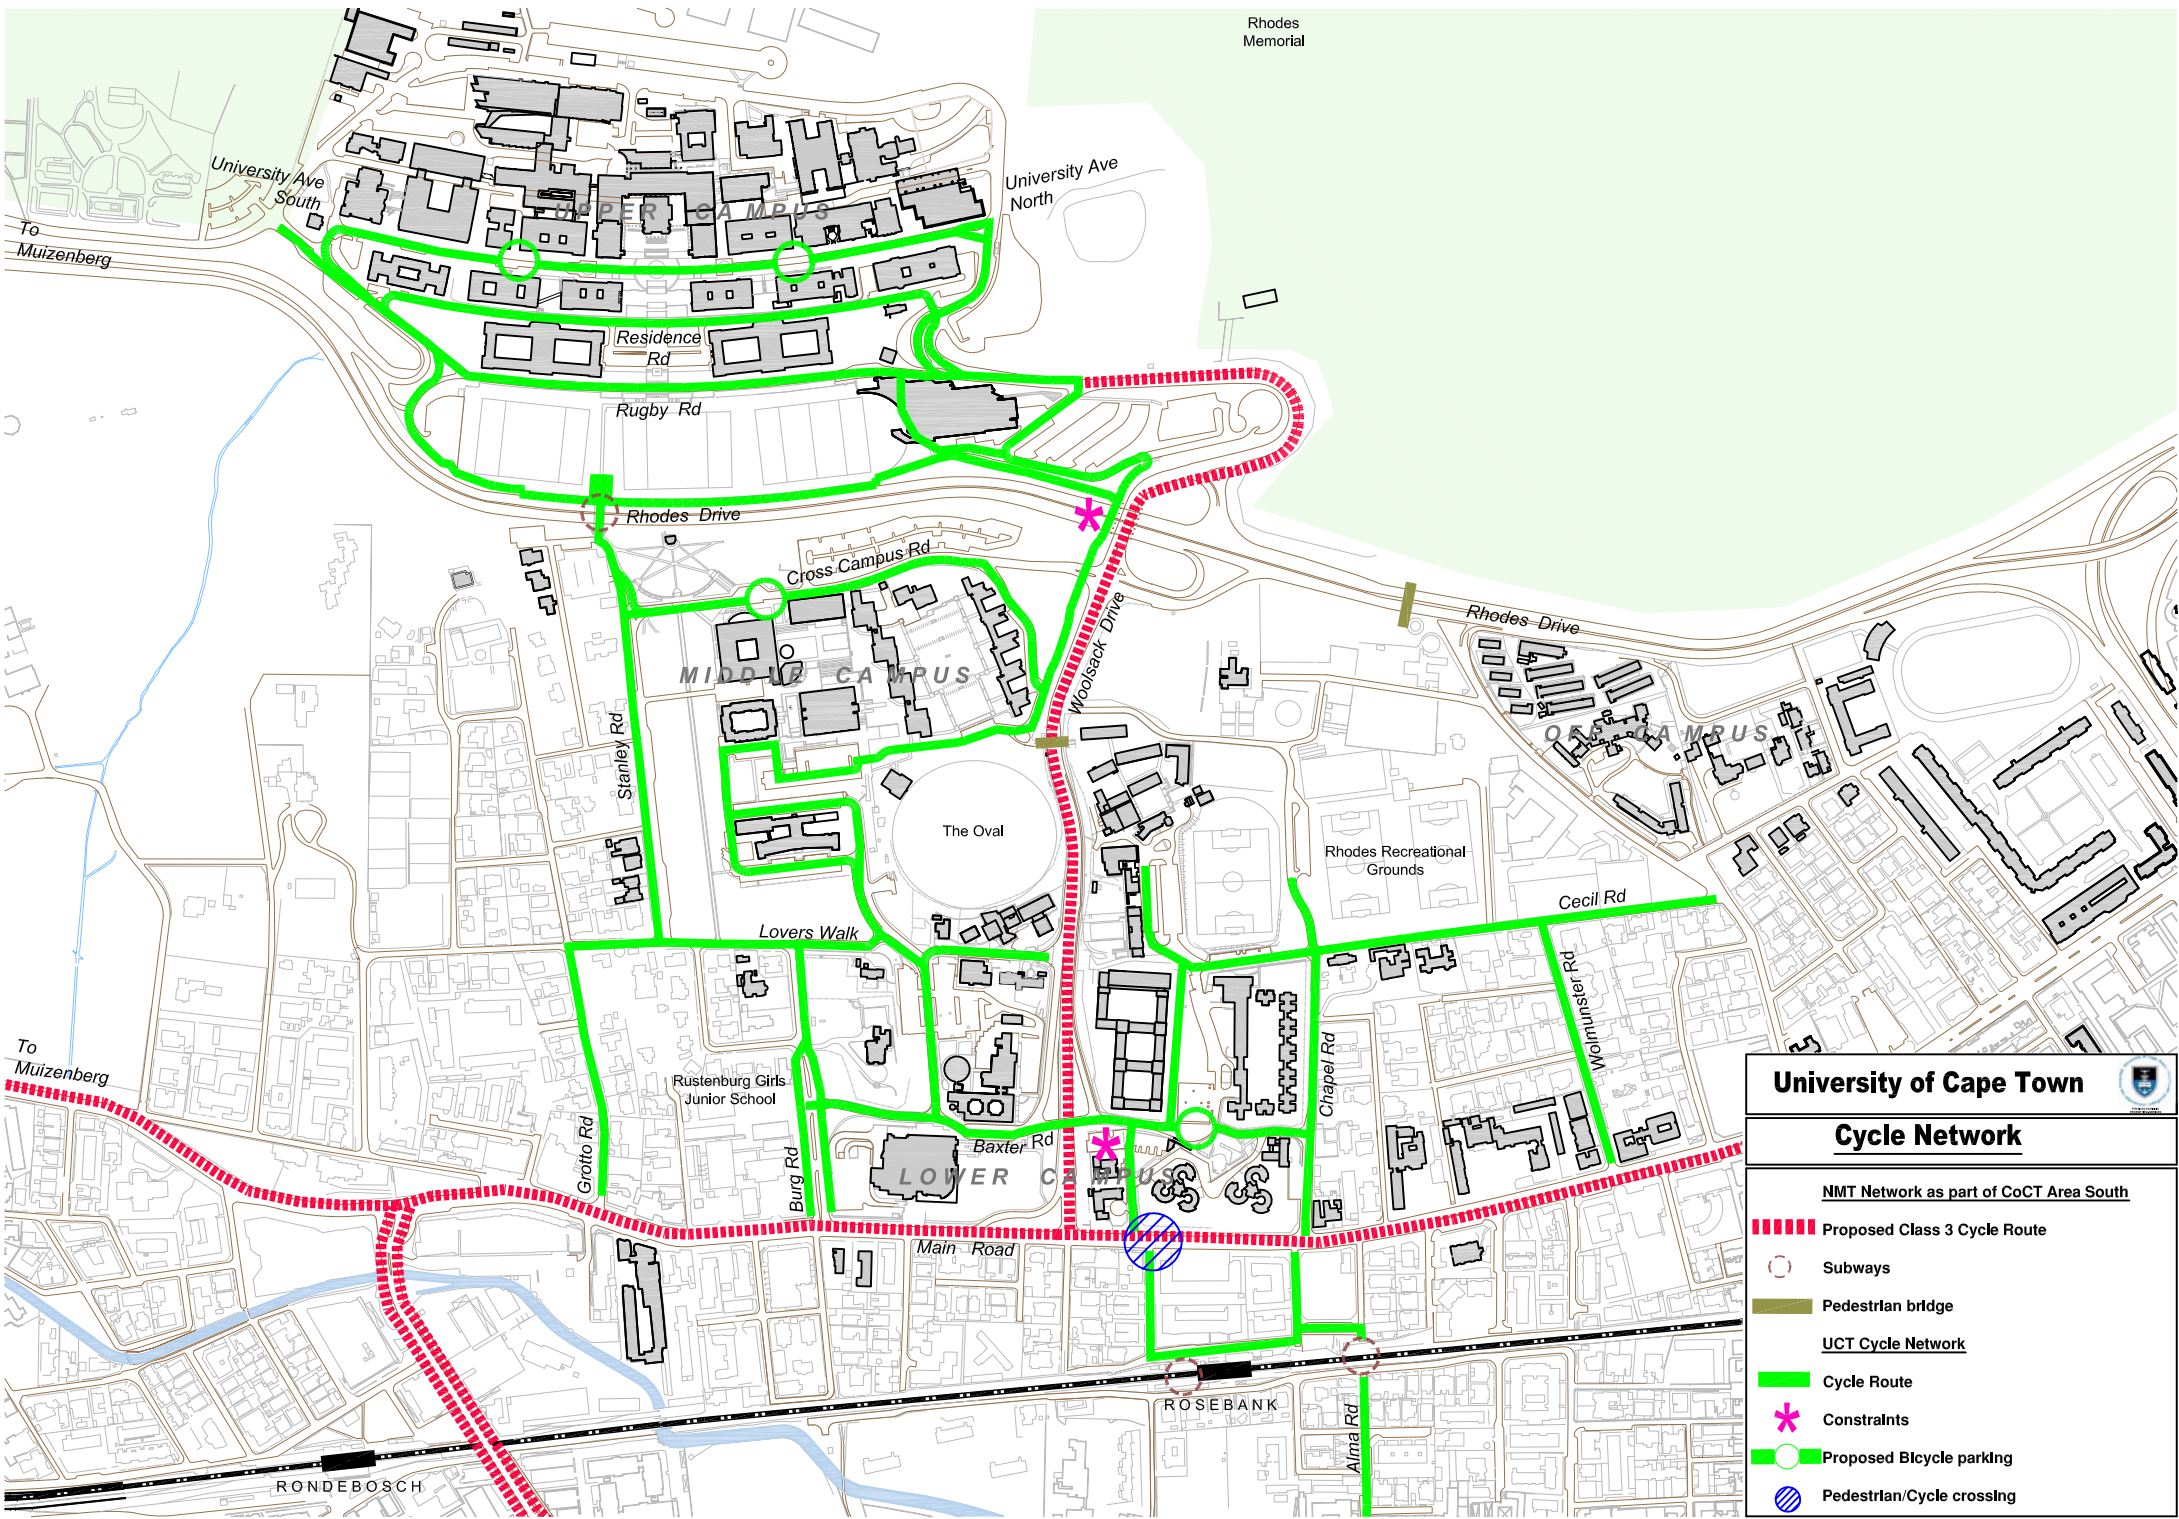 Rhodes
Memorial
University Ave
South
University Ave
North
UPPER CAMPUS
To
Muizenberg
Residence
Rd
Rugby Rd
Rhodes Drive
Cross Campus Rd
Rhodes Drive
Woolsack Drive
MIDDLE CAMPUS
OFF CAMPUS
Stanley Rd
The Oval
Rhodes Recreational
Grounds
Cecil Rd
Lovers Walk
Wolmunster Rd
To
Muizenberg
Rustenburg Girls
Junior School
Chapel Rd
Grotto Rd
Burg Rd
Baxter Rd
LOWER CAMPUS
Main Road
ROSEBANK
Alma Rd
RONDEBOSCH
University of Cape Town
Cycle Network
NMT Network as part of CoCT Area South
Proposed Class 3 Cycle Route
Subways
Pedestrian bridge
UCT Cycle Network
Cycle Route
Constraints
Proposed Bicycle parking
Pedestrian/Cycle crossing